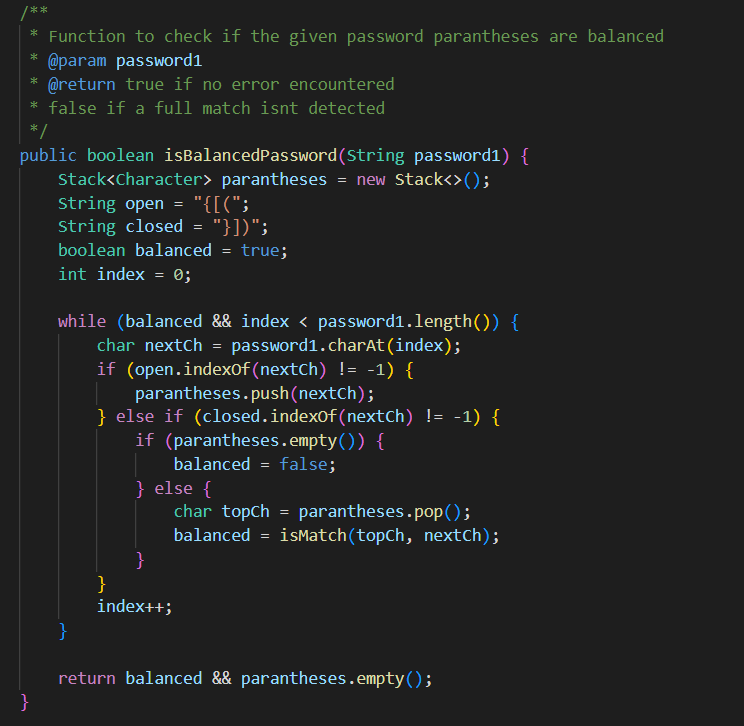 /**
 * Function to check if the given password parantheses are balanced
 * @param password1
 * @return true if no error encountered
 * false if a full match isnt detected
 */
public boolean isBalancedPassword(String password1) {
    Stack<Character> parantheses = new Stack<>();
    String open = "{[(";
    String closed = "}])";
    boolean balanced = true;
    int index = 0;

    while (balanced && index < password1.length()) {
        char nextCh = password1.charAt(index);
        if (open.indexOf(nextCh) != -1) {
            parantheses.push(nextCh);
        } else if (closed.indexOf(nextCh) != -1) {
            if (parantheses.empty()) {
                balanced = false;
            } else {
                char topCh = parantheses.pop();
                balanced = isMatch(topCh, nextCh);
            }
        }
        index++;
    }

    return balanced && parantheses.empty();
}